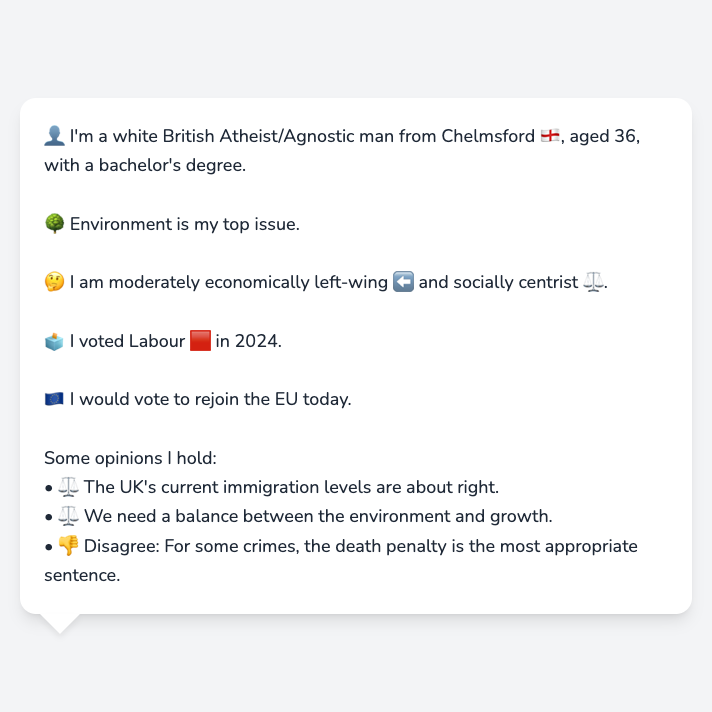 👤 I'm a white British Atheist/Agnostic man from Chelmsford 🏴󠁧󠁢󠁥󠁮󠁧󠁿, aged 36,
with a bachelor's degree.
🌳 Environment is my top issue.
🤔 I am moderately economically left-wing ⬅️ and socially centrist ⚖️.
🗳️ I voted Labour 🟥 in 2024.
🇪🇺 I would vote to rejoin the EU today.
Some opinions I hold:
• ⚖️ The UK's current immigration levels are about right.
• ⚖️ We need a balance between the environment and growth.
• 👎 Disagree: For some crimes, the death penalty is the most appropriate
sentence.